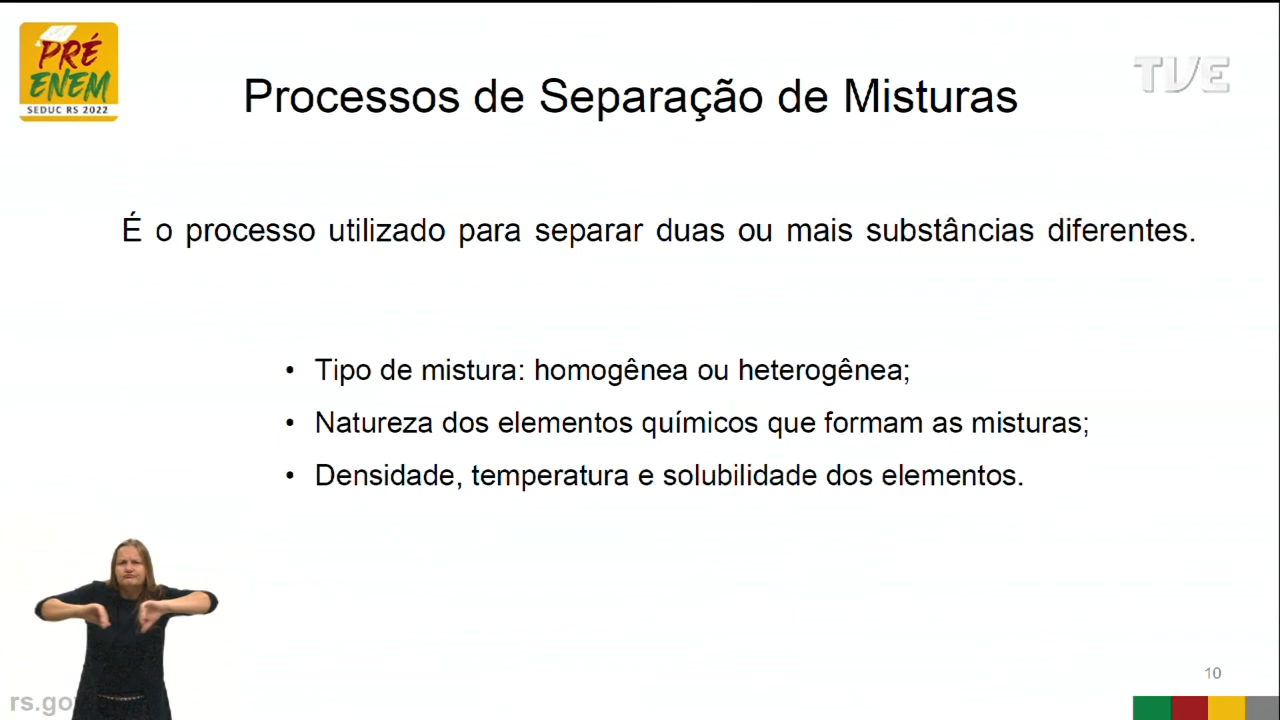 PRÉ
ENEM
SEDUC RS 2022
TVE
Processos de Separação de Misturas
É o processo utilizado para separar duas ou mais substâncias diferentes.
• Tipo de mistura: homogênea ou heterogênea;
• Natureza dos elementos químicos que formam as misturas;
• Densidade, temperatura e solubilidade dos elementos.
10
rs.gov